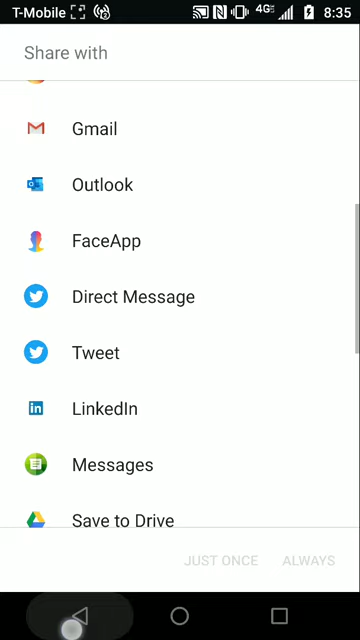 T-Mobile 4G 8:35
Share with
Gmail
Outlook
FaceApp
Direct Message
Tweet
LinkedIn
Messages
Save to Drive
JUST ONCE ALWAYS